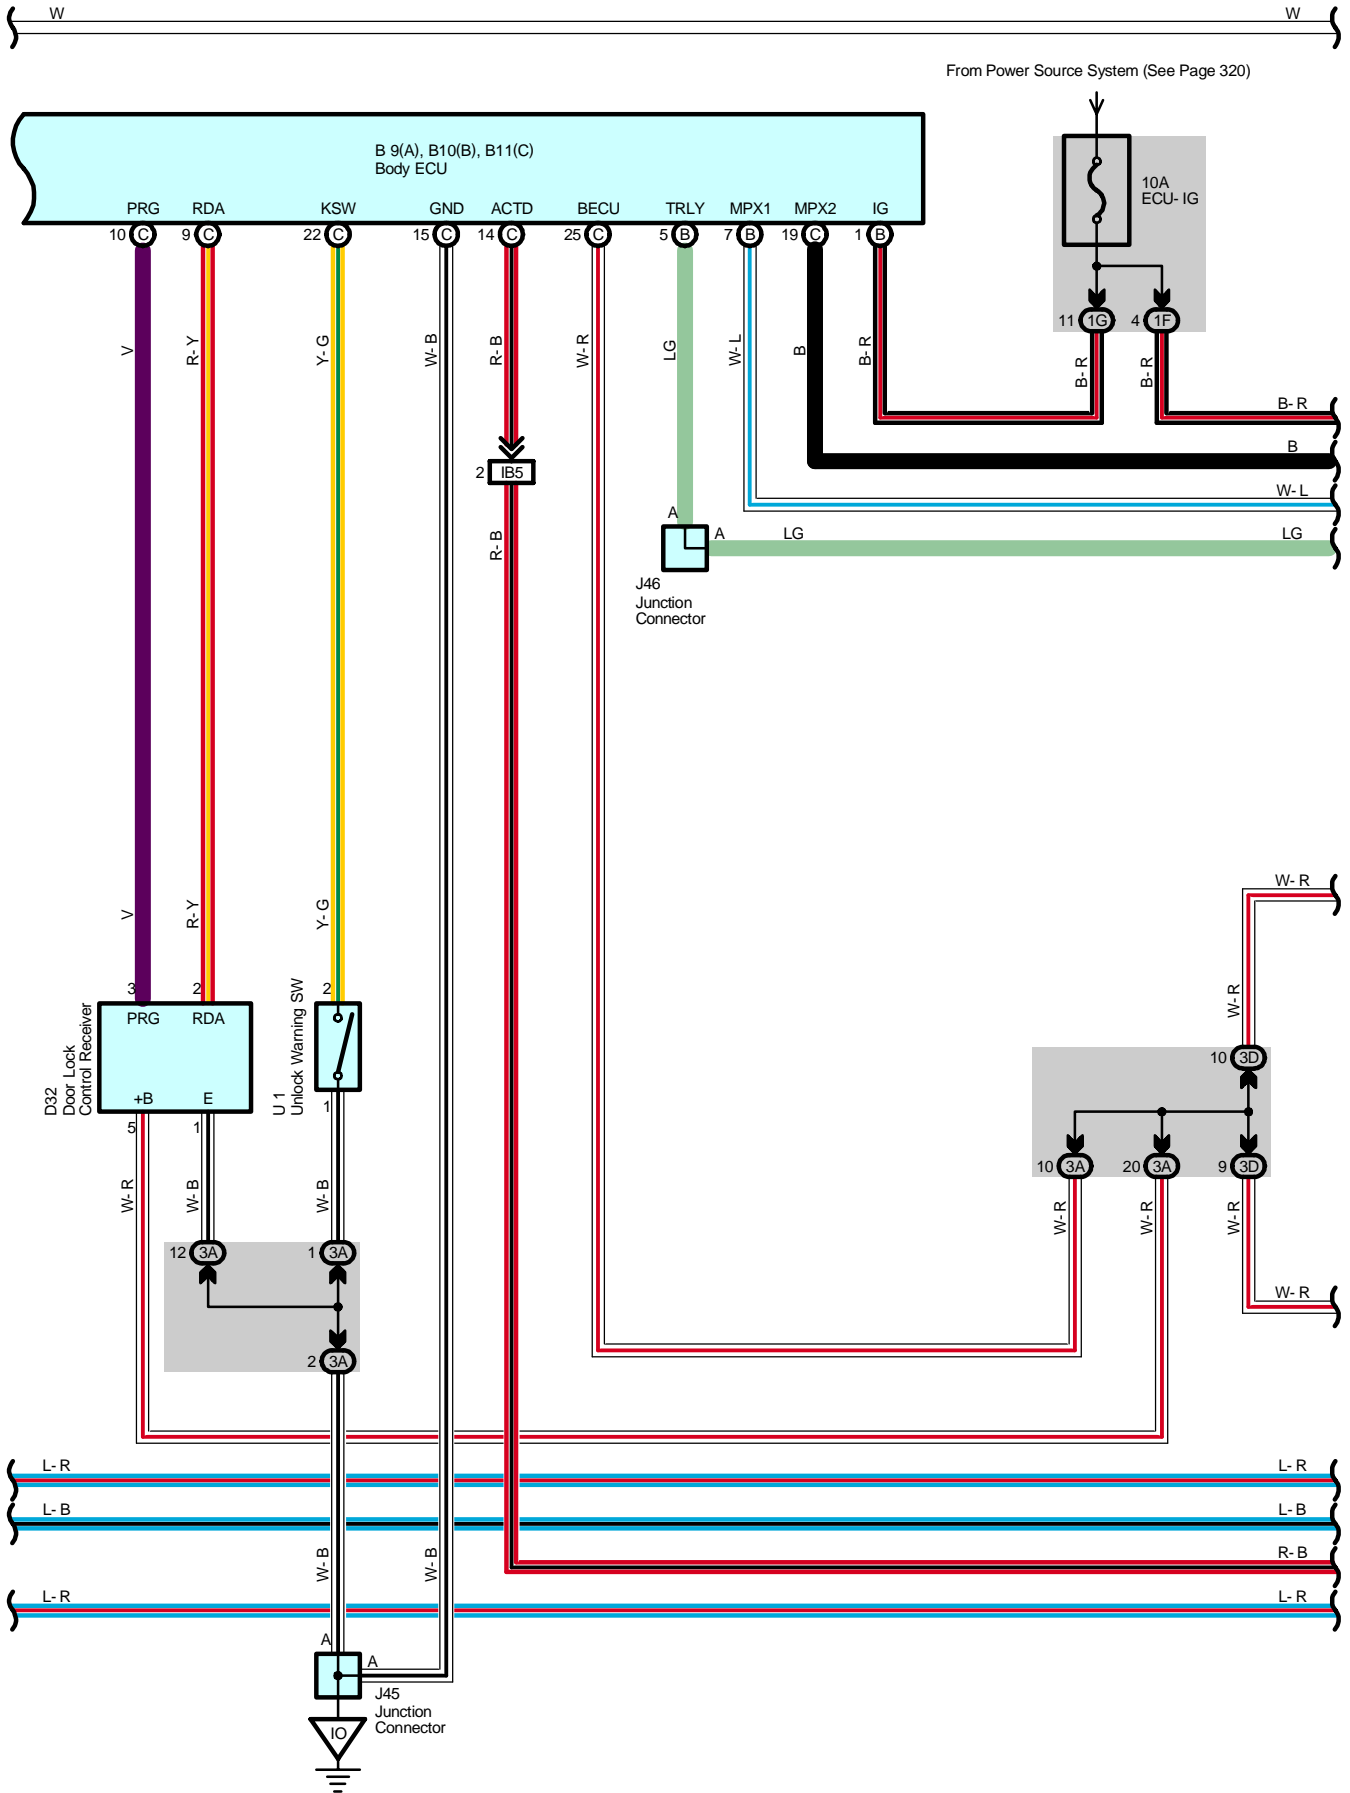 W
W
From Power Source System (See Page 320)
B 9(A), B10(B), B11(C)
Body ECU
10A
ECU- IG
PRG
RDA
KSW
GND
ACTD
BECU
TRLY
MPX1
MPX2
IG
10 C
9 C
22 C
15 C
14 C
25 C
5 B
7 B
19 C
1 B
11 1G
4 1F
V
R- Y
Y- G
W- B
R- B
W- R
LG
W- L
B
B- R
B- R
B- R
B- R
B
2 IB5
W- L
R- B
A
A
LG
LG
J46
Junction
Connector
W- R
V
R- Y
Y- G
3
2
2
W- R
PRG
RDA
+B
E
D32
Door Lock
Control Receiver
U 1
Unlock Warning SW
10 3D
5
1
1
10 3A
20 3A
9 3D
W- R
W- B
W- B
W- R
W- R
W- R
12 3A
1 3A
W- R
2 3A
L- R
L- R
L- B
L- B
W- B
W- B
R- B
L- R
L- R
A
A
J45
Junction
Connector
IO